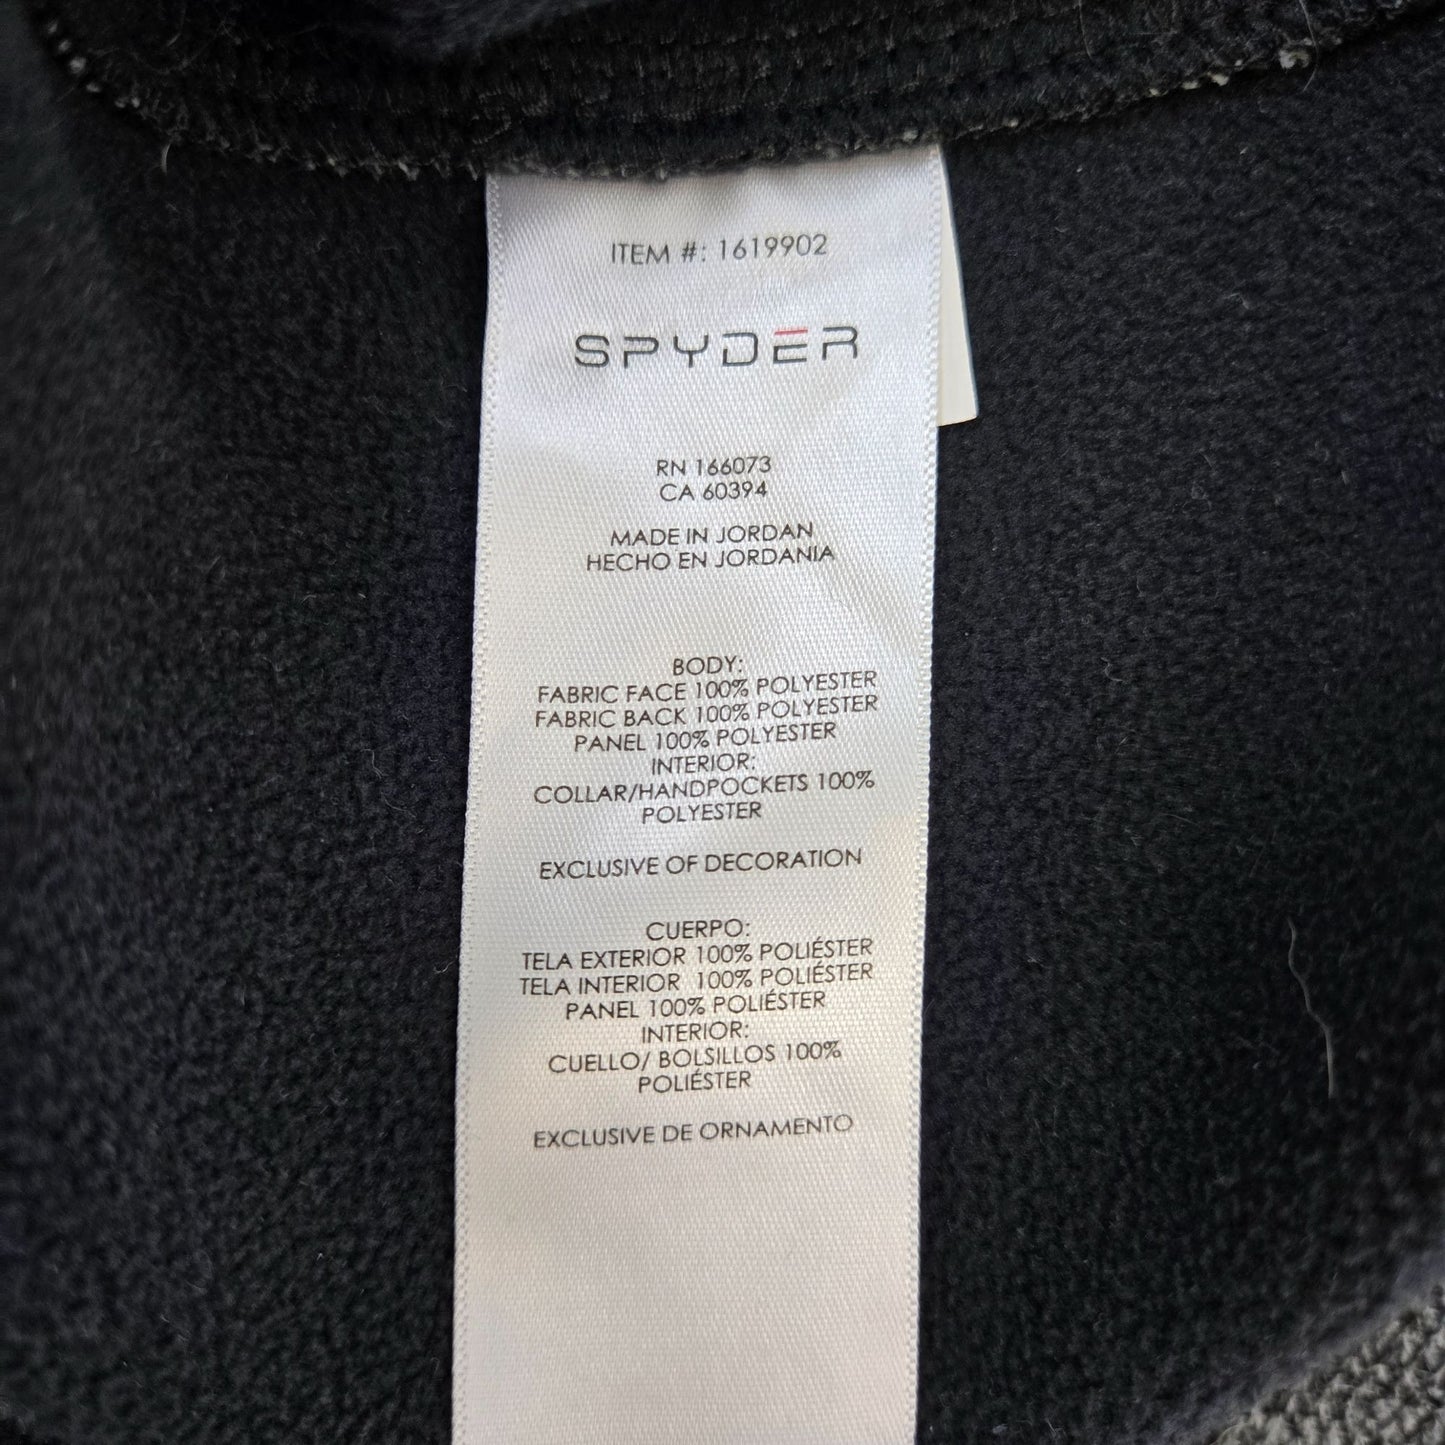 ITEM #: 1619902
SPYDER
RN 166073
CA 60394
MADE IN JORDAN
HECHO EN JORDANIA
BODY:
FABRIC FACE 100% POLYESTER
FABRIC BACK 100% POLYESTER
PANEL 100% POLYESTER
INTERIOR:
COLLAR/HANDPOCKETS 100%
POLYESTER
EXCLUSIVE OF DECORATION
CUERPO:
TELA EXTERIOR 100% POLIÉSTER
TELA INTERIOR 100% POLIÉSTER
PANEL 100% POLIÉSTER
INTERIOR:
CUELLO/ BOLSILLOS 100%
POLIÉSTER
EXCLUSIVE DE ORNAMENTO